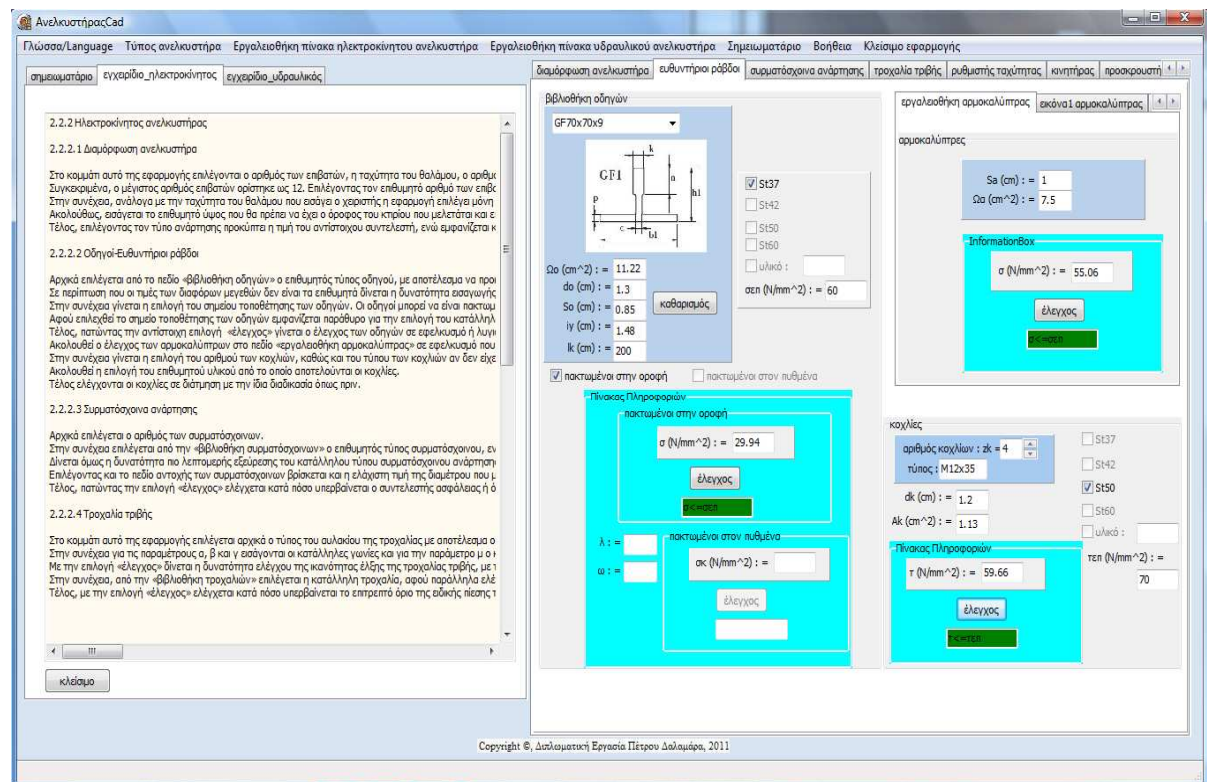 ΑνελκυστήραςCad
Γλώσσα/Language Τύπος ανελκυστήρα Εργαλειοθήκη πίνακα ηλεκτροκίνητου ανελκυστήρα Εργαλειοθήκη πίνακα υδραυλικού ανελκυστήρα Σημειωματάριο Βοήθεια Κλείσιμο εφαρμογής
σημειωματάριο εγχειρίδιο_ηλεκτροκίνητος εγχειρίδιο_υδραυλικός
2.2.2 Ηλεκτροκίνητος ανελκυστήρας
2.2.2.1 Διαμόρφωση ανελκυστήρα
Στο κομμάτι αυτό της εφαρμογής επιλέγονται ο αριθμός των επιβατών, η ταχύτητα του θαλάμου, ο αριθμ
Συγκεκριμένα, ο μέγιστος αριθμός επιβατών ορίστηκε ως 12. Επιλέγοντας τον επιθυμητό αριθμό των επιβ
Στην συνέχεια, ανάλογα με την ταχύτητα του θαλάμου που εισάγει ο χειριστής η εφαρμογή επιλέγει μόνη
Ακολούθως, εισάγεται το επιθυμητό ύψος που θα πρέπει να έχει ο όροφος του κτιρίου που μελετάται και ε
Τέλος, επιλέγοντας τον τύπο ανάρτησης προκύπτει η τιμή του αντίστοιχου συντελεστή, ενώ εμφανίζεται κ
2.2.2.2 Οδηγοί-Ευθυντήριοι ράβδοι
Αρχικά επιλέγεται από το πεδίο «βιβλιοθήκη οδηγών» ο επιθυμητός τύπος οδηγού, με αποτέλεσμα να προ
Σε περίπτωση που οι τιμές των διαφόρων μεγεθών δεν είναι τα επιθυμητά δίνεται η δυνατότητα εισαγωγής
Στην συνέχεια γίνεται η επιλογή του σημείου τοποθέτησης των οδηγών. Οι οδηγοί μπορεί να είναι πακτωμ
Αφού επιλεχθεί το σημείο τοποθέτησης των οδηγών εμφανίζεται παράθυρο για την επιλογή του κατάλληλ
Τέλος, πατώντας την αντίστοιχη επιλογή «έλεγχος» γίνεται ο έλεγχος των οδηγών σε εφελκυσμό ή λυγι
Ακολουθεί ο έλεγχος των αρμοκαλύπτρων στο πεδίο «εργαλειοθήκη αρμοκαλύπτρας» σε εφελκυσμό που
Στην συνέχεια γίνεται η επιλογή του αριθμού των κοχλιών, καθώς και του τύπου των κοχλιών αν δεν είχε
Ακολουθεί η επιλογή του επιθυμητού υλικού από το οποίο αποτελούνται οι κοχλίες.
Τέλος ελέγχονται οι κοχλίες σε διάτμηση με την ίδια διαδικασία όπως πριν.
2.2.2.3 Συρματόσχοινα ανάρτησης
Αρχικά επιλέγεται ο αριθμός των συρματόσχοινων.
Στην συνέχεια επιλέγεται από την «βιβλιοθήκη συρματόσχοινων» ο επιθυμητός τύπος συρματόσχοινου, εν
Δίνεται όμως η δυνατότητα πιο λεπτομερής εξεύρεσης του κατάλληλου τύπου συρματόσχοινου ανάρτηση
Επιλέγοντας και το πεδίο αντοχής των συρματόσχοινων βρίσκεται και η ελάχιστη τιμή της διαμέτρου που μ
Τέλος, πατώντας την επιλογή «έλεγχος» ελέγχεται κατά πόσο υπερβαίνεται ο συντελεστής ασφάλειας ή ό
2.2.2.4 Τροχαλία τριβής
Στο κομμάτι αυτό της εφαρμογής επιλέγεται αρχικά ο τύπος του αυλακίου της τροχαλίας με αποτέλεσμα ο
Στην συνέχεια για τις παραμέτρους α, β και γ εισάγονται οι κατάλληλες γωνίες και για την παράμετρο μ ο
Με την επιλογή «έλεγχος» δίνεται η δυνατότητα ελέγχου της ικανότητας έλξης της τροχαλίας τριβής, με τ
Στην συνέχεια, από την «βιβλιοθήκη τροχαλιών» επιλέγεται η κατάλληλη τροχαλία, αφού παράλληλα ελέ
Τέλος, με την επιλογή «έλεγχος» ελέγχεται κατά πόσο υπερβαίνεται το επιτρεπτό όριο της ειδικής πίεσης τ
κλείσιμο
διαμόρφωση ανελκυστήρα ευθυντήριοι ράβδοι συρματόσχοινα ανάρτησης τροχαλία τριβής ρυθμιστής ταχύτητας κινητήρας προσκρουστή
βιβλιοθήκη οδηγών
GF70x70x9
k
GF1
n
h1
P
c
b1
Ωο (cm^2) : = 11.22
do (cm) : = 1.3
So (cm) : = 0.85
iy (cm) : = 1.48
lk (cm) : = 200
καθαρισμός
St37
St42
St50
St60
υλικό :
σεπ (N/mm^2) : = 60
πακτωμένοι στην οροφή πακτωμένοι στον πυθμένα
Πίνακας Πληροφοριών
πακτωμένοι στην οροφή
σ (N/mm^2) : = 29.94
έλεγχος
σ<=σεπ
λ : =
ω : =
πακτωμένοι στον πυθμένα
σκ (N/mm^2) : =
έλεγχος
εργαλειοθήκη αρμοκαλύπτρας εικόνα1 αρμοκαλύπτρας
αρμοκαλύπτρες
Sa (cm) : = 1
Ωα (cm^2) : = 7.5
InformationBox
σ (N/mm^2) : = 55.06
έλεγχος
σ<=σεπ
κοχλίες
αριθμός κοχλίων : zk = 4
τύπος : M12x35
dk (cm) : = 1.2
Ak (cm^2) : = 1.13
St37
St42
St50
St60
υλικό :
τεπ (N/mm^2) : =
70
Πίνακας Πληροφοριών
τ (N/mm^2) : = 59.66
έλεγχος
τ<=τεπ
Copyright ©, Διπλωματική Εργασία Πέτρου Δαλαμάρα, 2011